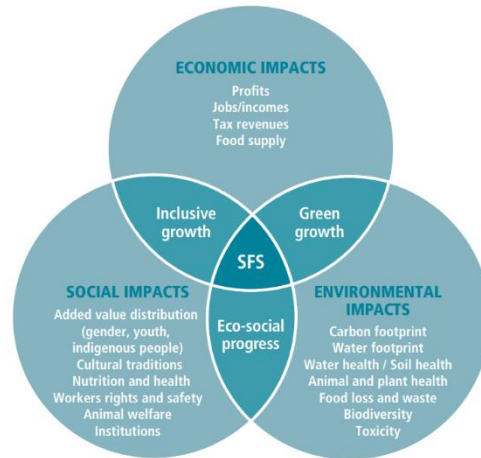 ECONOMIC IMPACTS
Profits
Jobs/incomes
Tax revenues
Food supply
Inclusive
growth
Green
growth
SFS
SOCIAL IMPACTS
Added value distribution
(gender, youth,
indigenous people)
Cultural traditions
Nutrition and health
Workers rights and safety
Animal welfare
Institutions
Eco-social
progress
ENVIRONMENTAL
IMPACTS
Carbon footprint
Water footprint
Water health / Soil health
Animal and plant health
Food loss and waste
Biodiversity
Toxicity